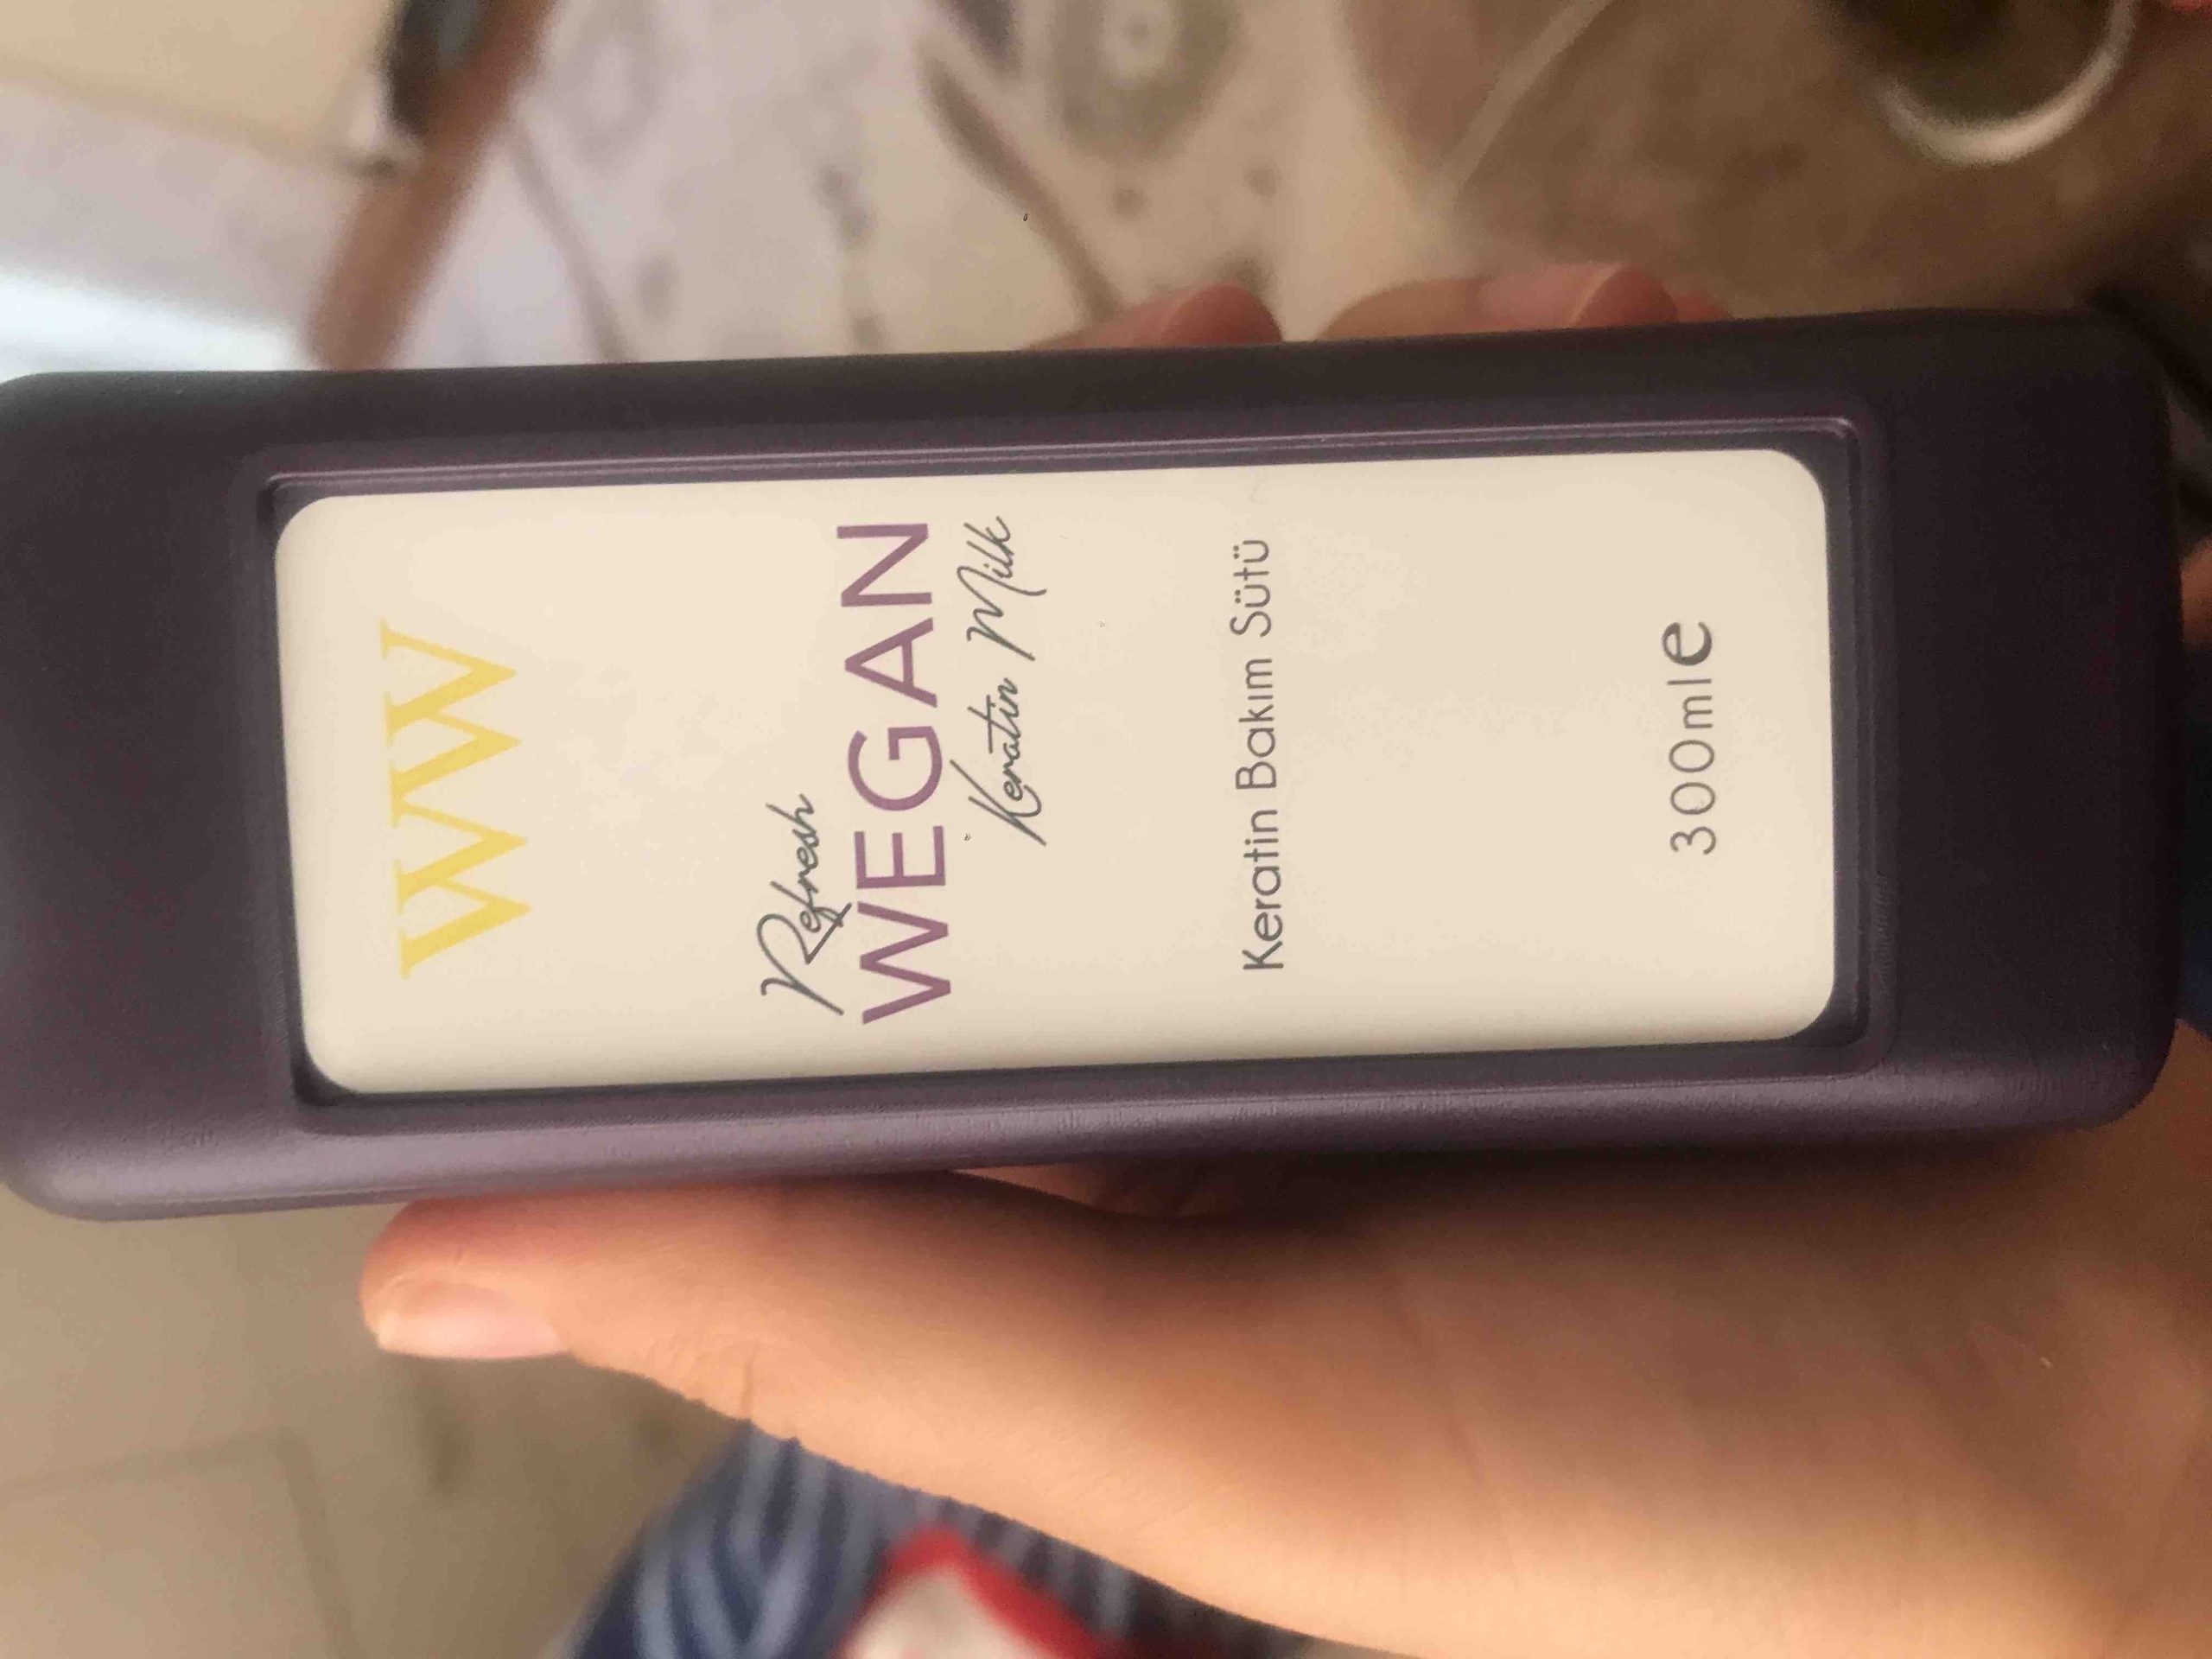 WW
Refresh
WEGAN
Keratin Milk
Keratin Bakım Sütü
300ml e